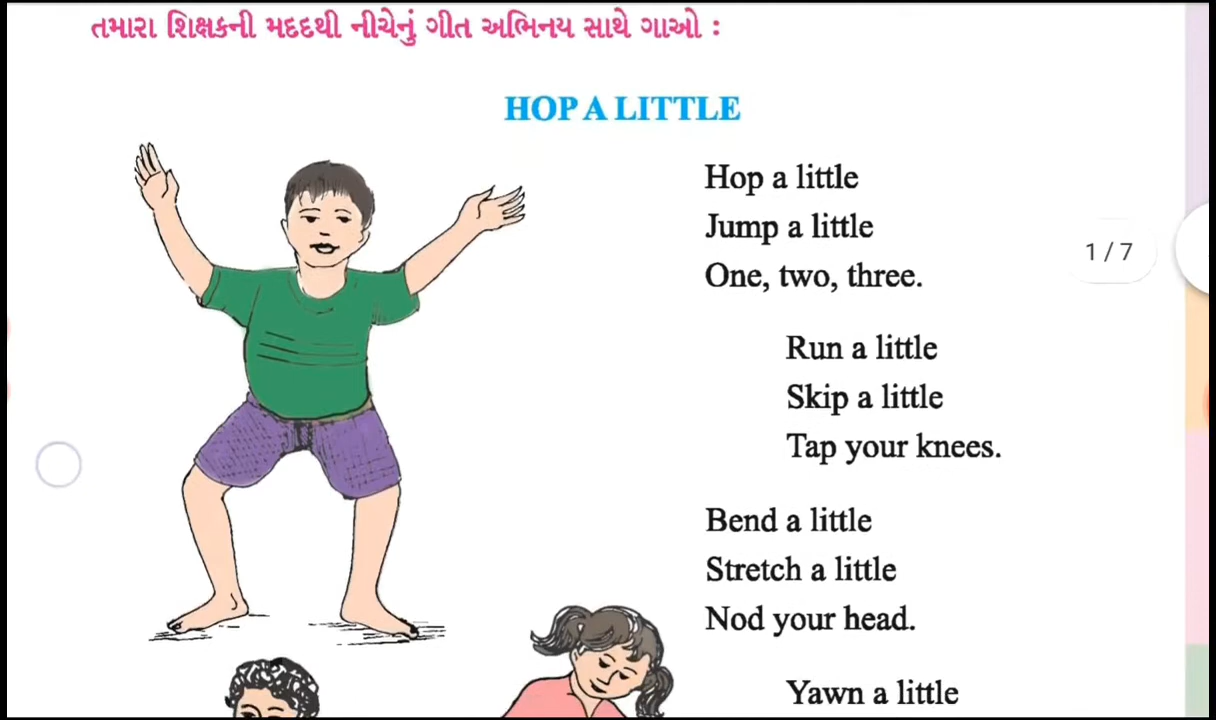 તમારા શિક્ષકની મદદથી નીચેનું ગીત અભિનય સાથે ગાઓ :
HOP A LITTLE
Hop a little
Jump a little
One, two, three.
1 / 7
Run a little
Skip a little
Tap your knees.
Bend a little
Stretch a little
Nod your head.
Yawn a little